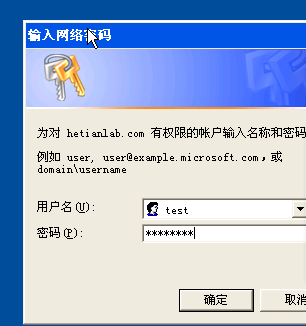 输入网络密码
为对 hetianlab.com 有权限的帐户输入名称和密码
例如 user, user@example.microsoft.com，或
domain\username
用户名(U):
test
密码(P):
********
确定
取消